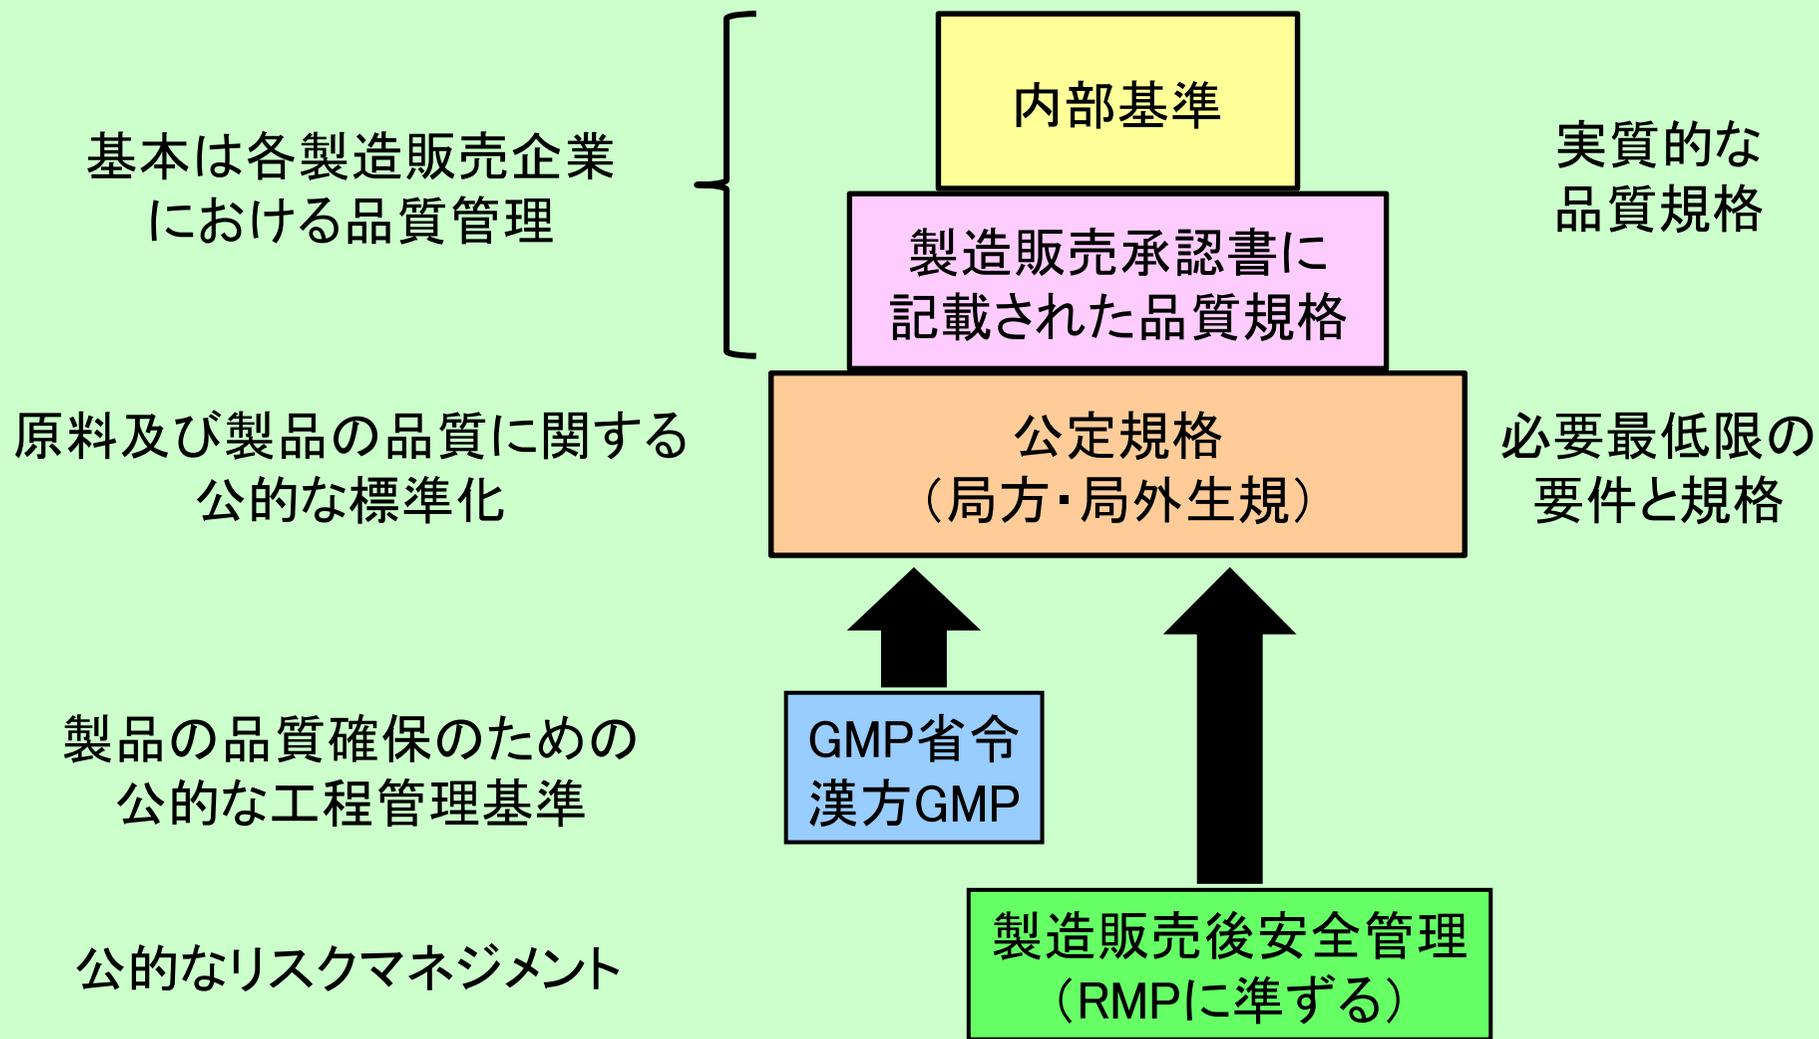 内部基準
基本は各製造販売企業
における品質管理
実質的な
品質規格
製造販売承認書に
記載された品質規格
原料及び製品の品質に関する
公的な標準化
公定規格
（局方・局外生規）
必要最低限の
要件と規格
製品の品質確保のための
公的な工程管理基準
GMP省令
漢方GMP
公的なリスクマネジメント
製造販売後安全管理
（RMPに準ずる）